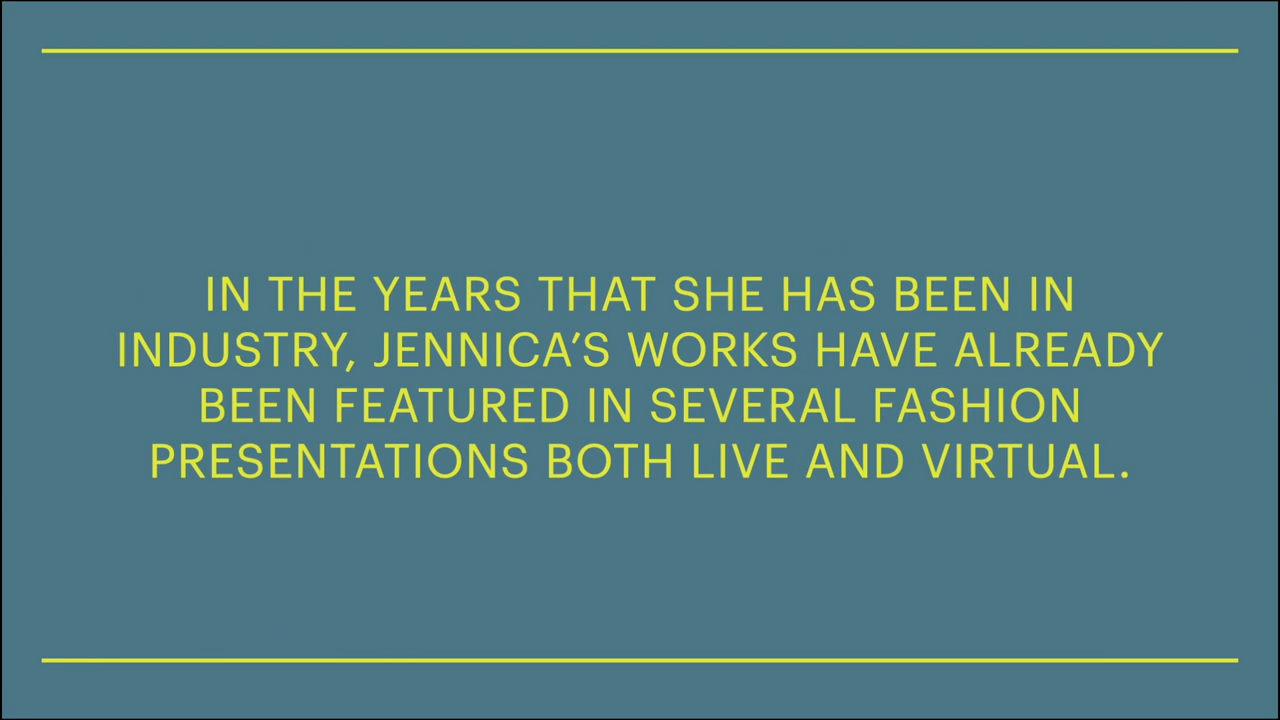 IN THE YEARS THAT SHE HAS BEEN IN
INDUSTRY, JENNICA’S WORKS HAVE ALREADY
BEEN FEATURED IN SEVERAL FASHION
PRESENTATIONS BOTH LIVE AND VIRTUAL.